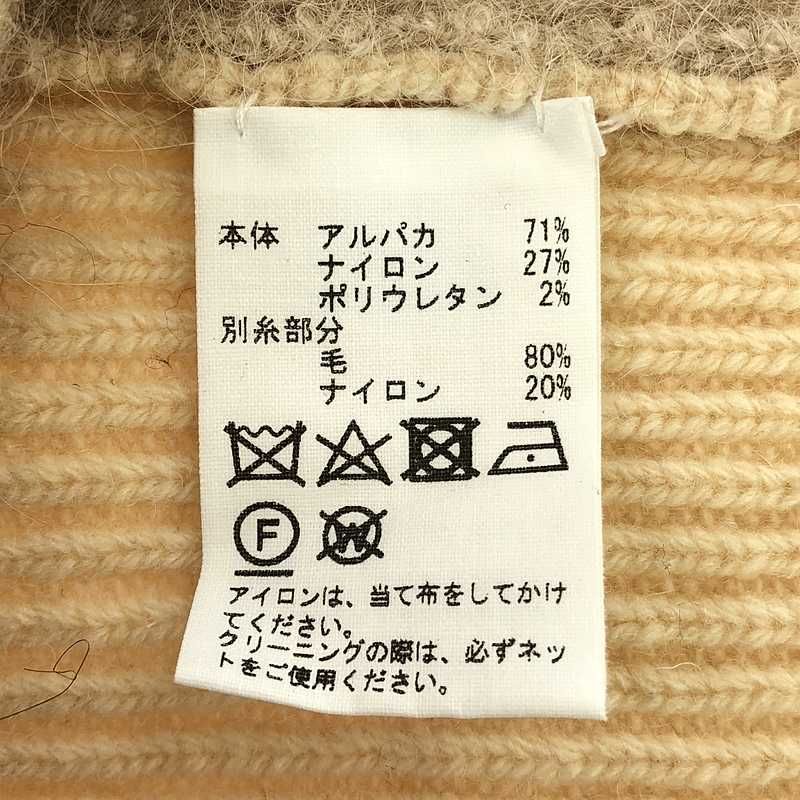 本体 アルパカ 71%
ナイロン 27%
ポリウレタン 2%
別糸部分
毛 80%
ナイロン 20%
F W
アイロンは、当て布をしてかけ
てください。
クリーニングの際は、必ずネッ
トをご使用ください。